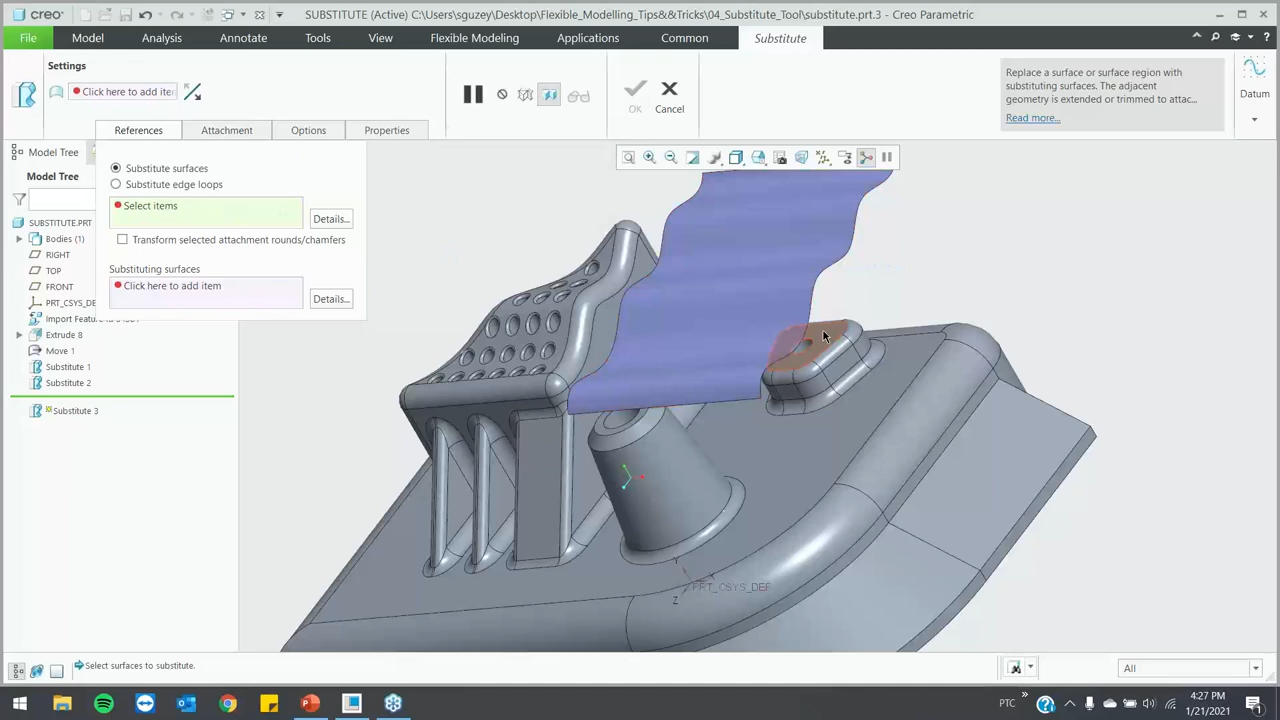 creo
SUBSTITUTE (Active) C:\Users\sguzey\Desktop\Flexible_Modelling_Tips&&Tricks\04_Substitute_Tool\substitute.prt.3 - Creo Parametric
File Model Analysis Annotate Tools View Flexible Modeling Applications Common Substitute
Settings
Click here to add iter
OK
Cancel
Replace a surface or surface region with
substituting surfaces. The adjacent
geometry is extended or trimmed to attac...
Read more...
Datum
References Attachment Options Properties
Model Tree
Model Tree
Substitute surfaces
Substitute edge loops
Select items
Details...
Transform selected attachment rounds/chamfers
Substituting surfaces
Click here to add item
Details...
SUBSTITUTE.PRT
Bodies (1)
RIGHT
TOP
FRONT
PRT_CSYS_DE
Import Feature
Extrude 8
Move 1
Substitute 1
Substitute 2
Substitute 3
Y
X
PRT_CSYS_DEF
Z
Select surfaces to substitute.
All
PTC
4:27 PM
1/21/2021
1